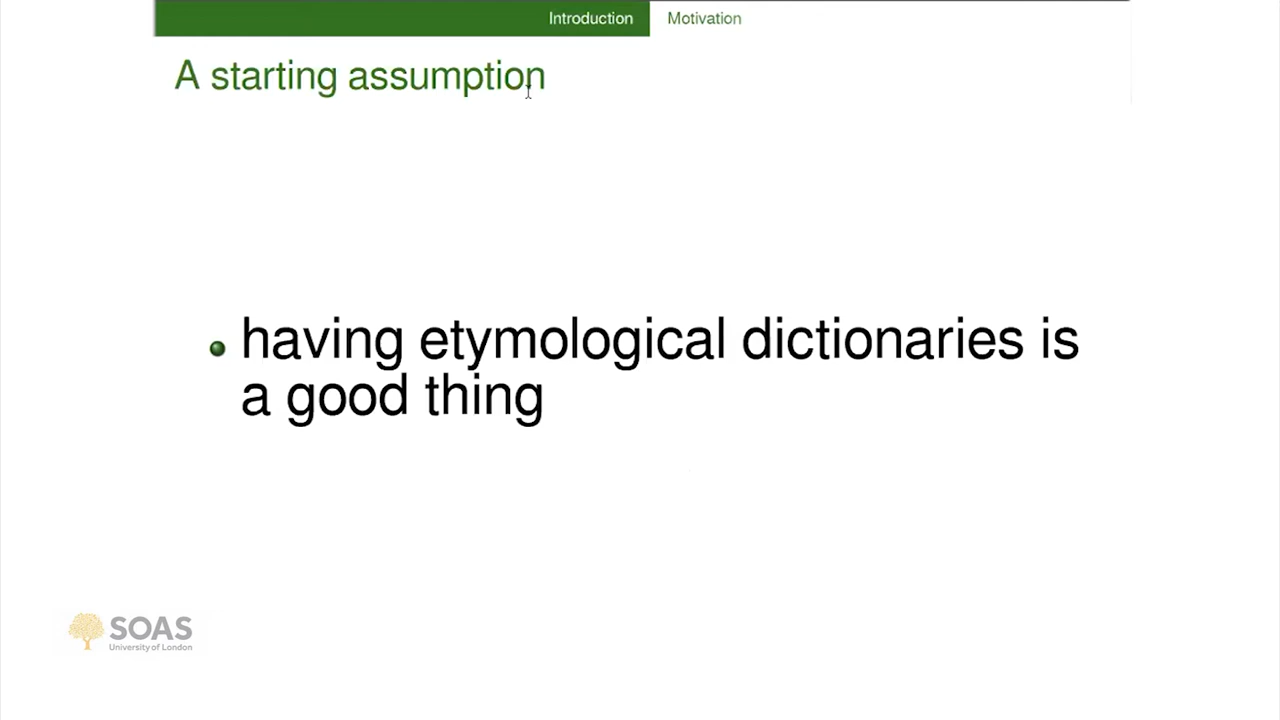 Introduction
Motivation
A starting assumption
having etymological dictionaries is
a good thing
SOAS
University of London